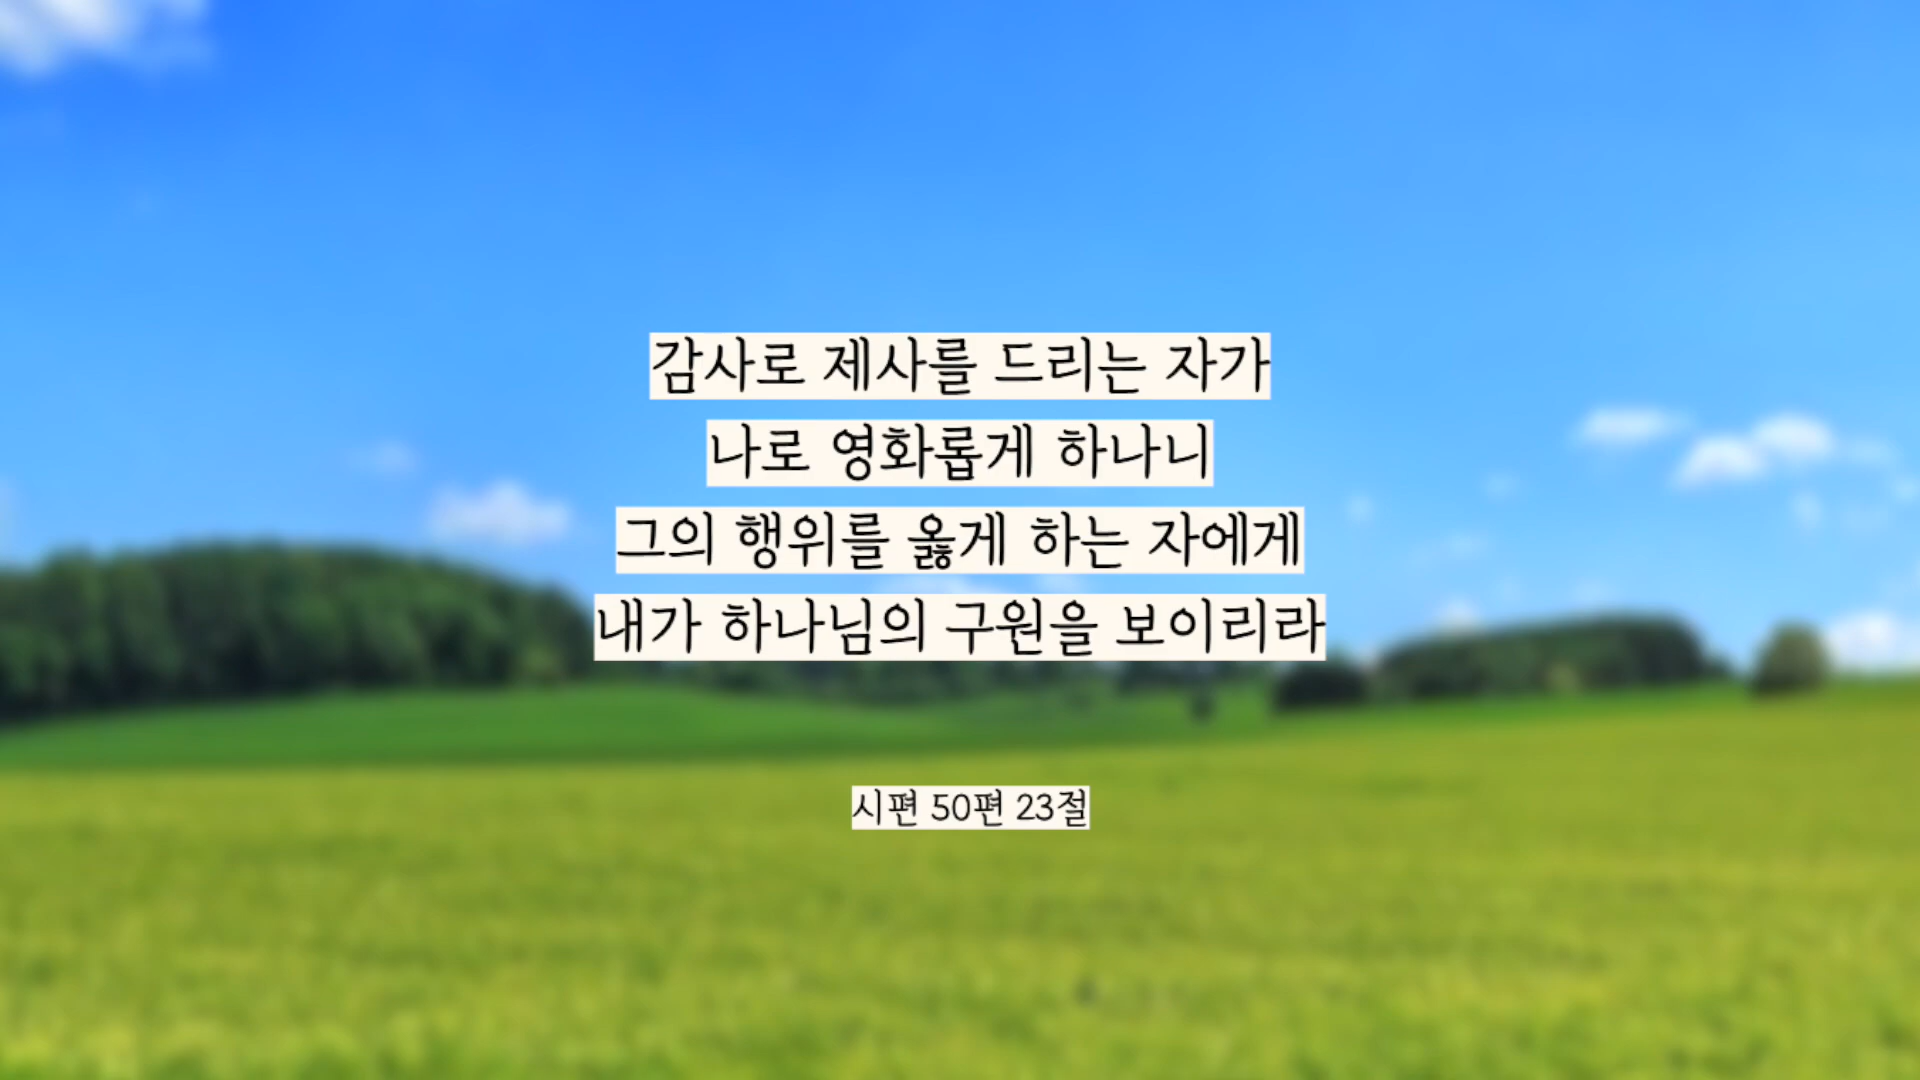 감사로 제사를 드리는 자가
나로 영화롭게 하나니
그의 행위를 옳게 하는 자에게
내가 하나님의 구원을 보이리라
시편 50편 23절